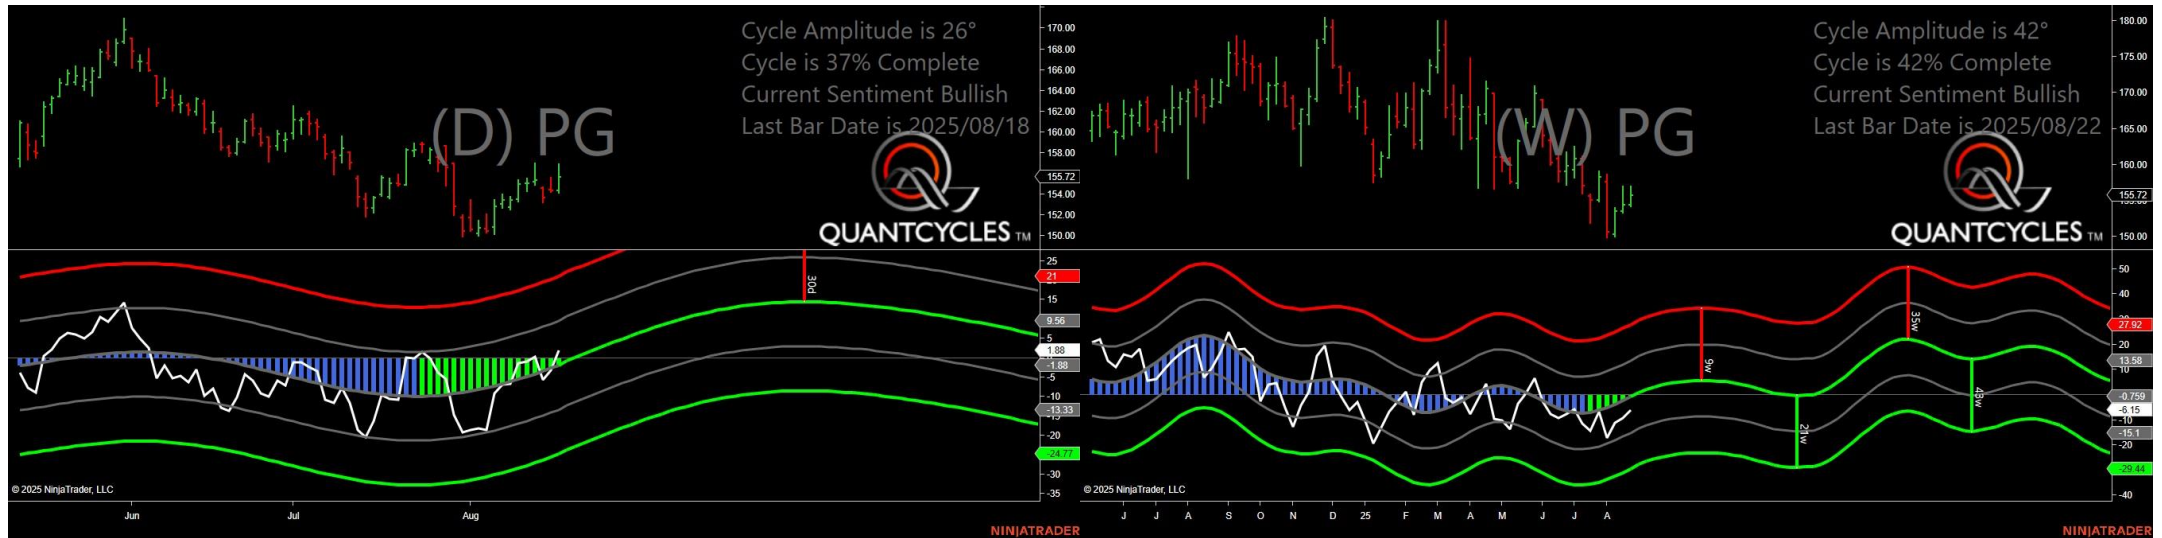 Cycle Amplitude is 26°
Cycle is 37% Complete
Current Sentiment Bullish
Last Bar Date is 2025/08/18
(D) PG
QUANTCYCLES TM
170.00
168.00
166.00
164.00
162.00
160.00
158.00
155.72
154.00
152.00
150.00
30d
25
21
15
9.56
5
1.88
-1.88
-5
-10
-13.33
-20
-24.77
-30
-35
© 2025 NinjaTrader, LLC
Jun
Jul
Aug
NINJATRADER
Cycle Amplitude is 42°
Cycle is 42% Complete
Current Sentiment Bullish
Last Bar Date is 2025/08/22
(W) PG
QUANTCYCLES TM
180.00
175.00
170.00
165.00
160.00
155.72
150.00
9w
21w
35w
43w
50
40
27.92
20
13.58
10
-0.759
-6.15
-10
-15.1
-20
-29.44
-40
© 2025 NinjaTrader, LLC
J
J
A
S
O
N
D
25
F
M
A
M
J
J
A
NINJATRADER